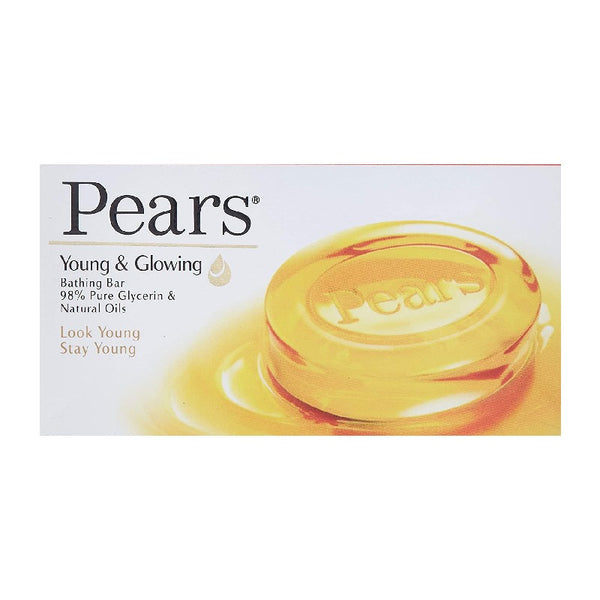 Pears®
Young & Glowing
Bathing Bar
98% Pure Glycerin &
Natural Oils
Look Young
Stay Young
Pears